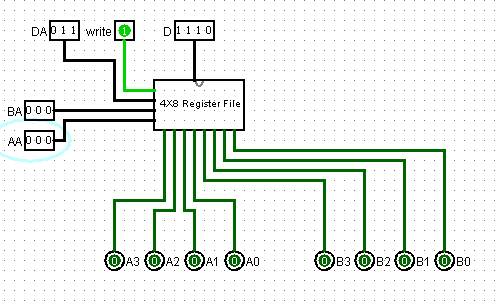 DA 0 1 1 write 1 D 1 1 1 0
4X8 Register File
BA 0 0 0
AA 0 0 0
0 A3 0 A2 0 A1 0 A0 0 B3 0 B2 0 B1 0 B0